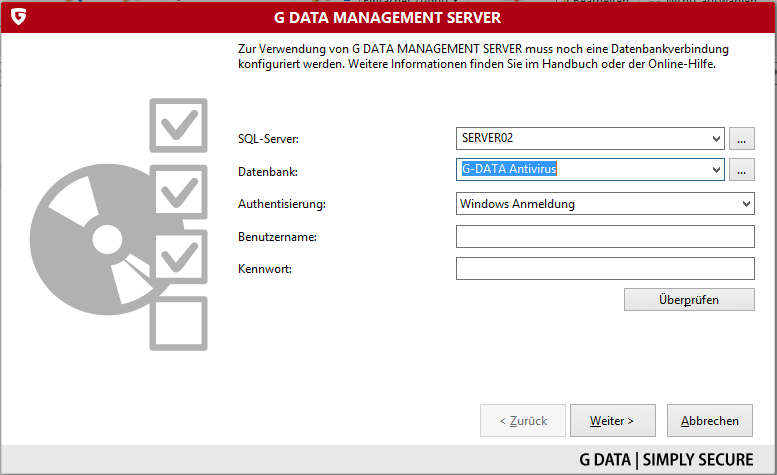 G DATA MANAGEMENT SERVER
Zur Verwendung von G DATA MANAGEMENT SERVER muss noch eine Datenbankverbindung
konfiguriert werden. Weitere Informationen finden Sie im Handbuch oder der Online-Hilfe.
SQL-Server: SERVER02 ...
Datenbank: G-DATA Antivirus ...
Authentisierung: Windows Anmeldung
Benutzername:
Kennwort:
Überprüfen
< Zurück Weiter > Abbrechen
G DATA | SIMPLY SECURE